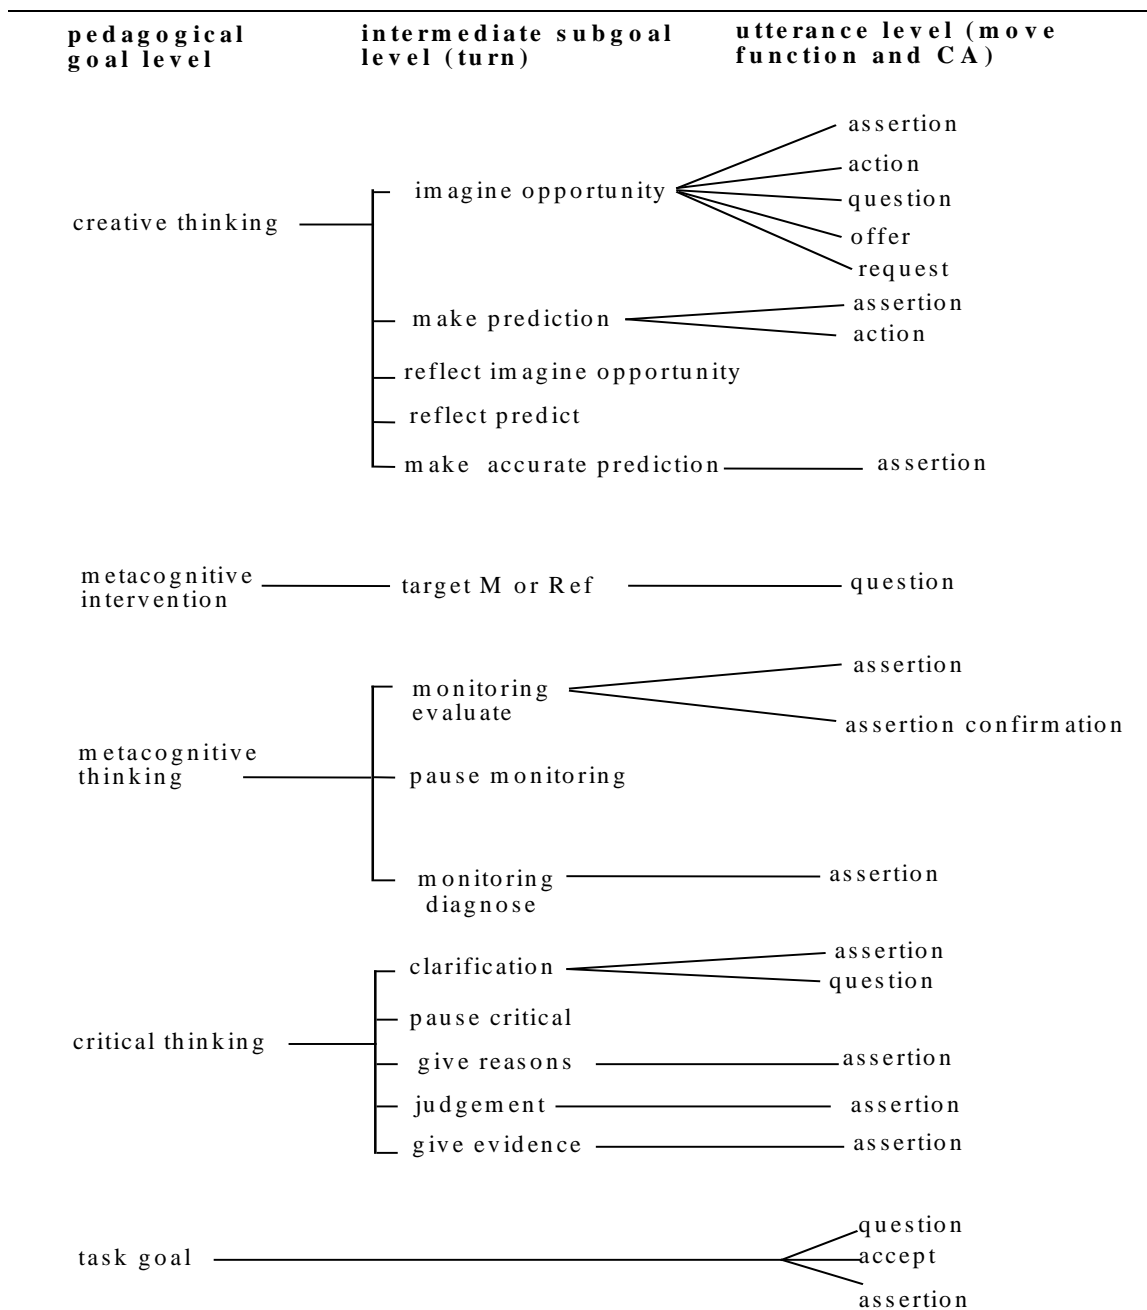 pedagogical goal level
intermediate subgoal level (turn)
utterance level (move function and CA)
creative thinking
imagine opportunity
assertion
action
question
offer
request
make prediction
assertion
action
reflect imagine opportunity
reflect predict
make accurate prediction
assertion
metacognitive intervention
target M or Ref
question
metacognitive thinking
monitoring evaluate
assertion
assertion confirmation
pause monitoring
monitoring diagnose
assertion
critical thinking
clarification
assertion
question
pause critical
give reasons
assertion
judgement
assertion
give evidence
assertion
task goal
question
accept
assertion